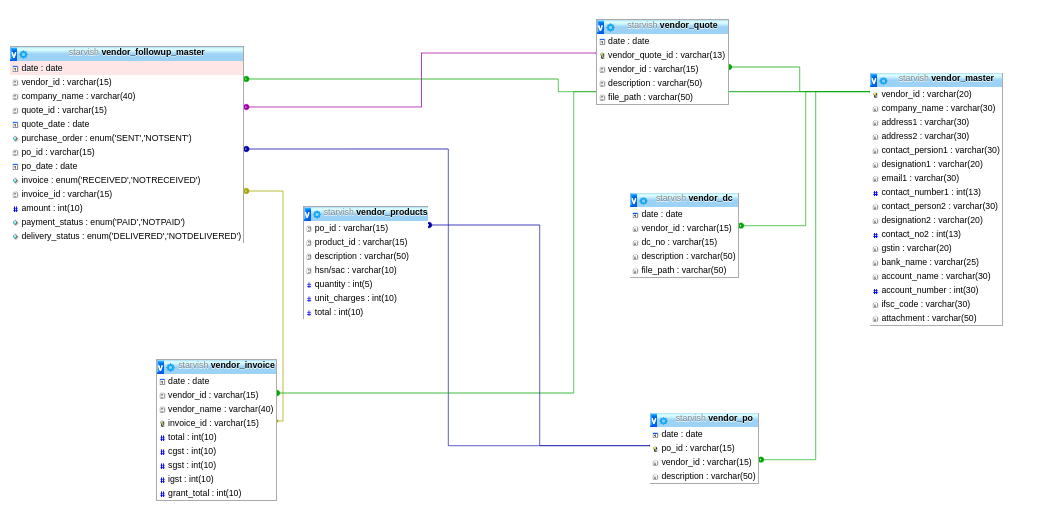 starvish vendor_followup_master
date : date
vendor_id : varchar(15)
company_name : varchar(40)
quote_id : varchar(15)
quote_date : date
purchase_order : enum('SENT','NOTSENT')
po_id : varchar(15)
po_date : date
invoice : enum('RECEIVED','NOTRECEIVED')
invoice_id : varchar(15)
amount : int(10)
payment_status : enum('PAID','NOTPAID')
delivery_status : enum('DELIVERED','NOTDELIVERED')
starvish vendor_quote
date : date
vendor_quote_id : varchar(13)
vendor_id : varchar(15)
description : varchar(50)
file_path : varchar(50)
starvish vendor_master
vendor_id : varchar(20)
company_name : varchar(30)
address1 : varchar(30)
address2 : varchar(30)
contact_persion1 : varchar(30)
designation1 : varchar(20)
email1 : varchar(30)
contact_number1 : int(13)
contact_person2 : varchar(30)
designation2 : varchar(20)
contact_no2 : int(13)
gstin : varchar(20)
bank_name : varchar(25)
account_name : varchar(30)
account_number : int(30)
ifsc_code : varchar(30)
attachment : varchar(50)
starvish vendor_products
po_id : varchar(15)
product_id : varchar(15)
description : varchar(50)
hsn/sac : varchar(10)
quantity : int(5)
unit_charges : int(10)
total : int(10)
starvish vendor_dc
date : date
vendor_id : varchar(15)
dc_no : varchar(15)
description : varchar(50)
file_path : varchar(50)
starvish vendor_invoice
date : date
vendor_id : varchar(15)
vendor_name : varchar(40)
invoice_id : varchar(15)
total : int(10)
cgst : int(10)
sgst : int(10)
igst : int(10)
grant_total : int(10)
starvish vendor_po
date : date
po_id : varchar(15)
vendor_id : varchar(15)
description : varchar(50)